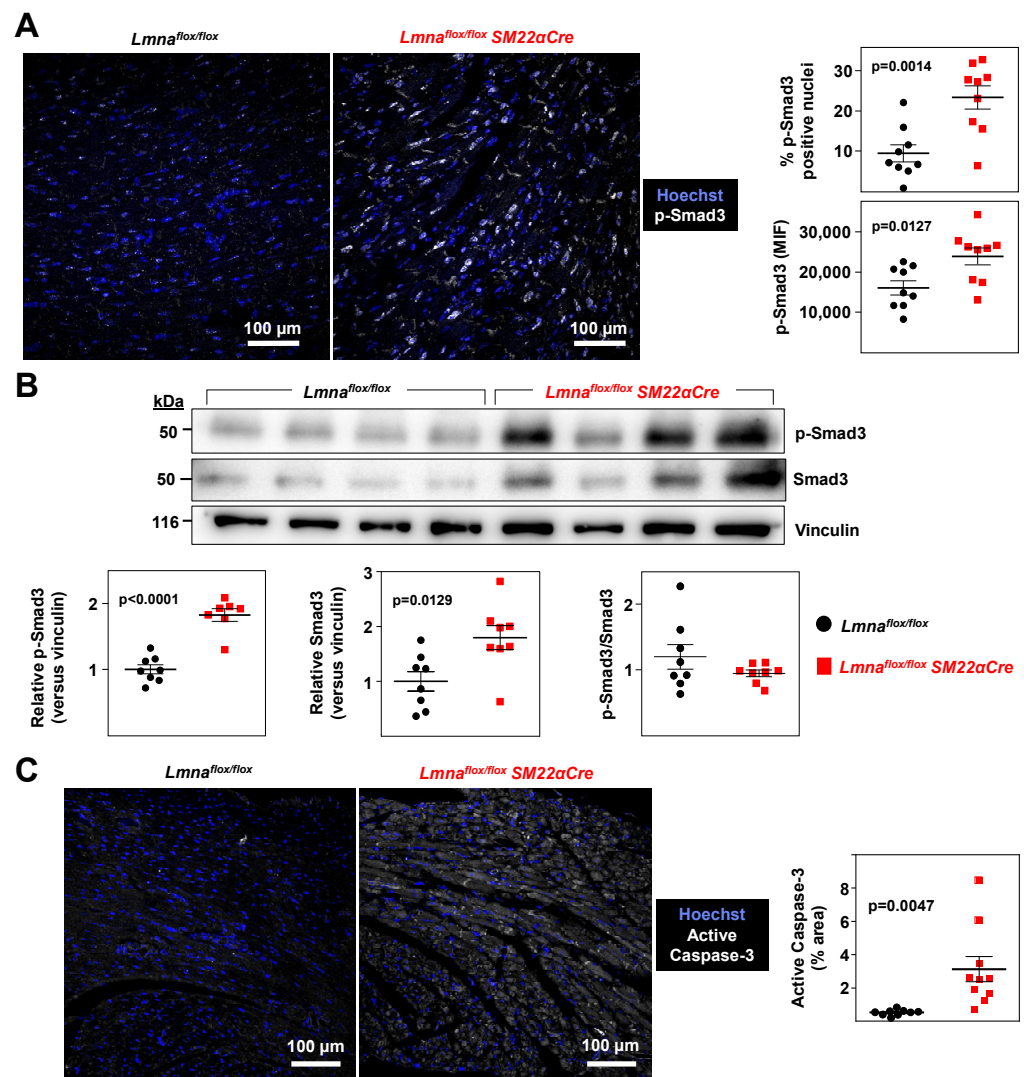 A
Lmnaflox/flox
Lmnaflox/flox SM22αCre
100 µm
100 µm
Hoechst
p-Smad3
% p-Smad3
positive nuclei
30
20
10
p=0.0014
p-Smad3 (MIF)
30,000
20,000
10,000
p=0.0127
B
Lmnaflox/flox
Lmnaflox/flox SM22αCre
kDa
50
p-Smad3
50
Smad3
116
Vinculin
Relative p-Smad3
(versus vinculin)
2
1
p<0.0001
Relative Smad3
(versus vinculin)
3
2
1
p=0.0129
p-Smad3/Smad3
2
1
Lmnaflox/flox
Lmnaflox/flox SM22αCre
C
Lmnaflox/flox
Lmnaflox/flox SM22αCre
100 µm
100 µm
Hoechst
Active
Caspase-3
Active Caspase-3
(% area)
8
6
4
2
p=0.0047